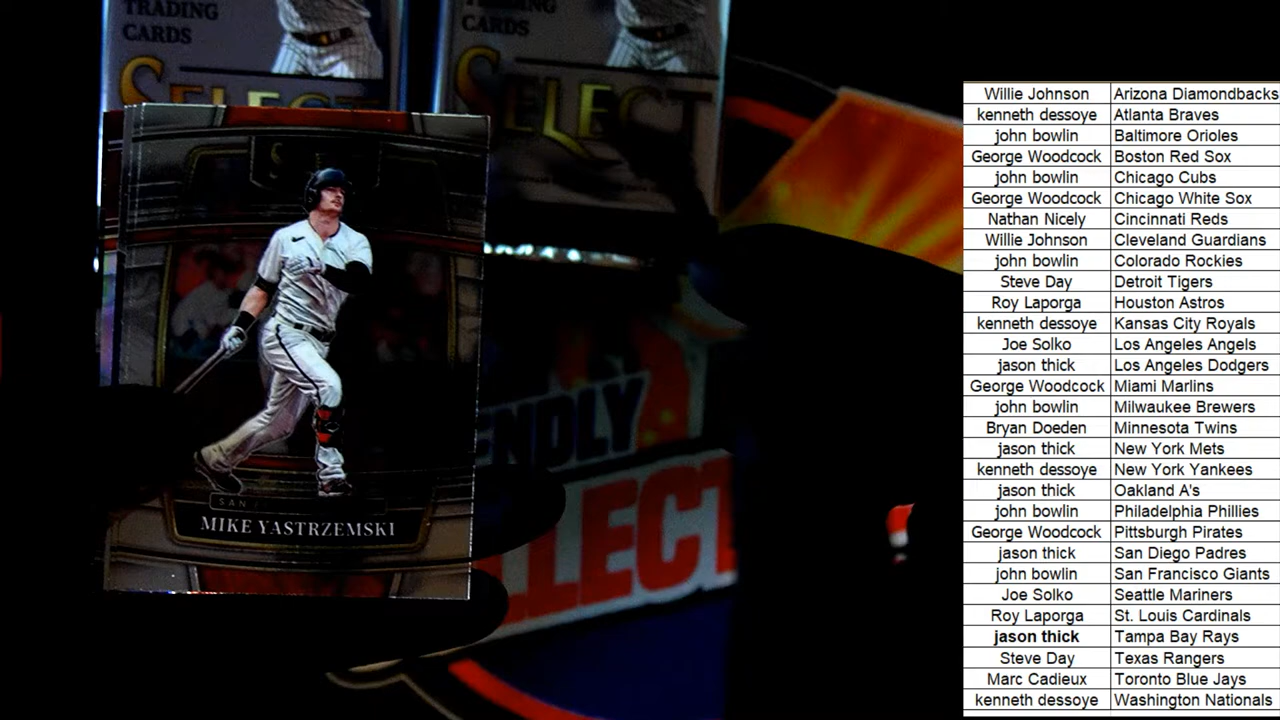 TRADING
CARDS
SELECT
TRADING
CARDS
SELECT
SAN
MIKE YASTRZEMSKI
ENDLY
LECT
Willie Johnson Arizona Diamondbacks
kenneth dessoye Atlanta Braves
john bowlin Baltimore Orioles
George Woodcock Boston Red Sox
john bowlin Chicago Cubs
George Woodcock Chicago White Sox
Nathan Nicely Cincinnati Reds
Willie Johnson Cleveland Guardians
john bowlin Colorado Rockies
Steve Day Detroit Tigers
Roy Laporga Houston Astros
kenneth dessoye Kansas City Royals
Joe Solko Los Angeles Angels
jason thick Los Angeles Dodgers
George Woodcock Miami Marlins
john bowlin Milwaukee Brewers
Bryan Doeden Minnesota Twins
jason thick New York Mets
kenneth dessoye New York Yankees
jason thick Oakland A's
john bowlin Philadelphia Phillies
George Woodcock Pittsburgh Pirates
jason thick San Diego Padres
john bowlin San Francisco Giants
Joe Solko Seattle Mariners
Roy Laporga St. Louis Cardinals
jason thick Tampa Bay Rays
Steve Day Texas Rangers
Marc Cadieux Toronto Blue Jays
kenneth dessoye Washington Nationals